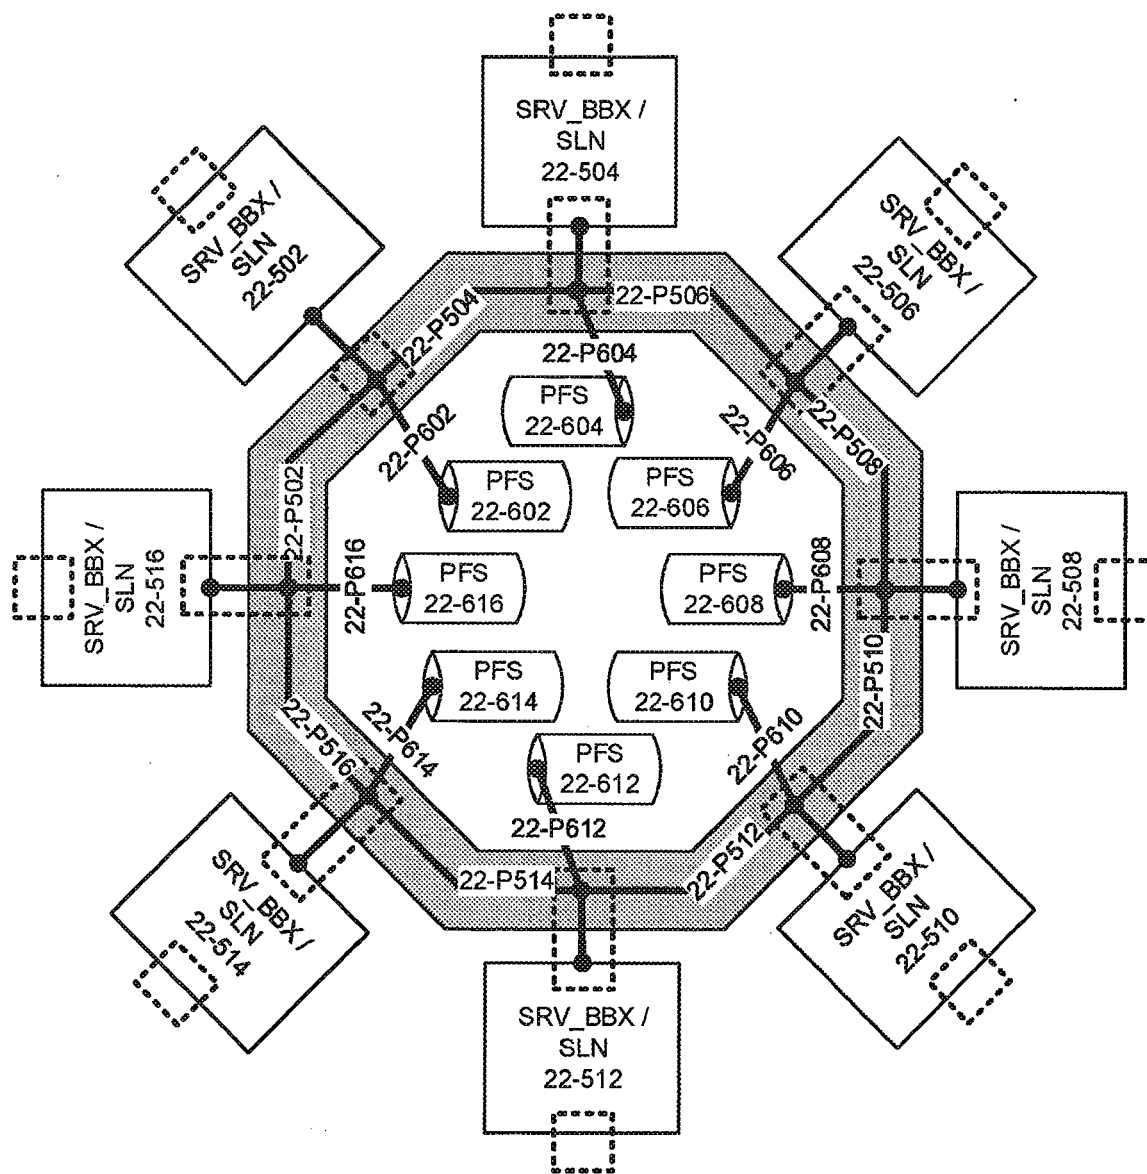 SRV_BBX /
SLN
22-504
SRV_BBX /
SLN
22-502
SRV_BBX /
SLN
22-506
22-P504
22-P506
22-P604
PFS
22-604
22-P602
22-P606
22-P508
PFS
22-602
PFS
22-606
22-P502
SRV_BBX /
SLN
22-516
22-P616
PFS
22-616
PFS
22-608
22-P608
SRV_BBX /
SLN
22-508
22-P510
PFS
22-614
PFS
22-610
22-P516
22-P614
22-P610
PFS
22-612
22-P612
22-P514
22-P512
SRV_BBX /
SLN
22-514
SRV_BBX /
SLN
22-510
SRV_BBX /
SLN
22-512